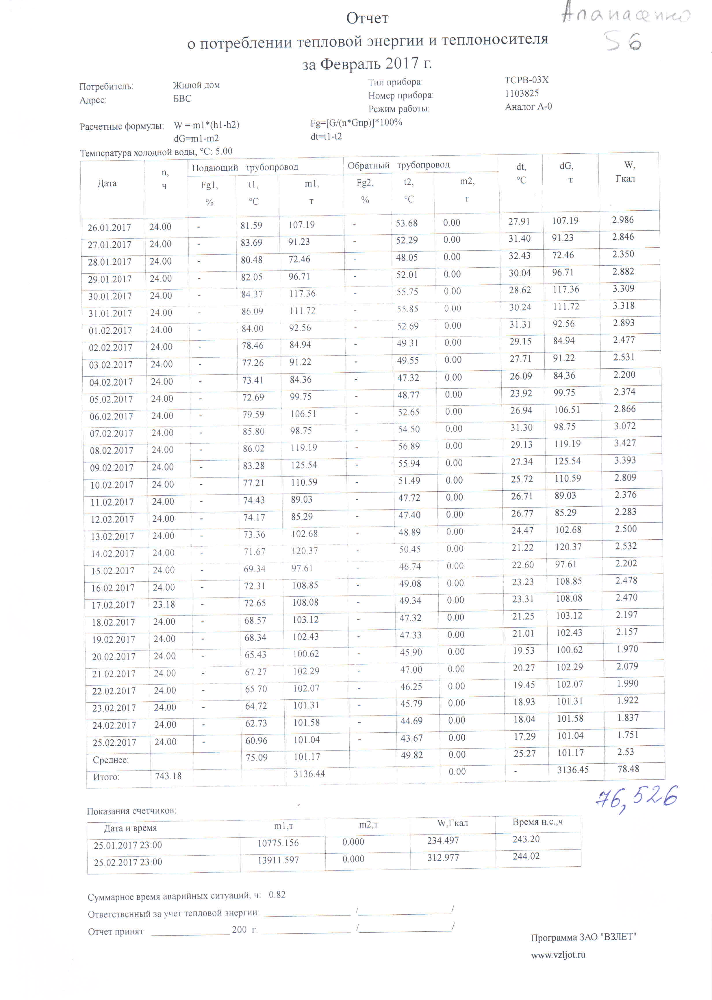 Апанасенко
56
Отчет
о потреблении тепловой энергии и теплоносителя
за Февраль 2017 г.
Потребитель: Жилой дом Тип прибора: ТСРВ-03Х
Адрес: БВС Номер прибора: 1103825
Режим работы: Аналог А-0
Расчетные формулы: W = m1*(h1-h2) Fg=[G/(n*Gпр)]*100%
dG=m1-m2 dt=t1-t2
Температура холодной воды, °С: 5.00
Дата n, ч Подающий трубопровод Обратный трубопровод dt, °С dG, т W, Гкал
Fg1, % t1, °С m1, т Fg2, % t2, °С m2, т
26.01.2017 24.00 - 81.59 107.19 - 53.68 0.00 27.91 107.19 2.986
27.01.2017 24.00 - 83.69 91.23 - 52.29 0.00 31.40 91.23 2.846
28.01.2017 24.00 - 80.48 72.46 - 48.05 0.00 32.43 72.46 2.350
29.01.2017 24.00 - 82.05 96.71 - 52.01 0.00 30.04 96.71 2.882
30.01.2017 24.00 - 84.37 117.36 - 55.75 0.00 28.62 117.36 3.309
31.01.2017 24.00 - 86.09 111.72 - 55.85 0.00 30.24 111.72 3.318
01.02.2017 24.00 - 84.00 92.56 - 52.69 0.00 31.31 92.56 2.893
02.02.2017 24.00 - 78.46 84.94 - 49.31 0.00 29.15 84.94 2.477
03.02.2017 24.00 - 77.26 91.22 - 49.55 0.00 27.71 91.22 2.531
04.02.2017 24.00 - 73.41 84.36 - 47.32 0.00 26.09 84.36 2.200
05.02.2017 24.00 - 72.69 99.75 - 48.77 0.00 23.92 99.75 2.374
06.02.2017 24.00 - 79.59 106.51 - 52.65 0.00 26.94 106.51 2.866
07.02.2017 24.00 - 85.80 98.75 - 54.50 0.00 31.30 98.75 3.072
08.02.2017 24.00 - 86.02 119.19 - 56.89 0.00 29.13 119.19 3.427
09.02.2017 24.00 - 83.28 125.54 - 55.94 0.00 27.34 125.54 3.393
10.02.2017 24.00 - 77.21 110.59 - 51.49 0.00 25.72 110.59 2.809
11.02.2017 24.00 - 74.43 89.03 - 47.72 0.00 26.71 89.03 2.376
12.02.2017 24.00 - 74.17 85.29 - 47.40 0.00 26.77 85.29 2.283
13.02.2017 24.00 - 73.36 102.68 - 48.89 0.00 24.47 102.68 2.500
14.02.2017 24.00 - 71.67 120.37 - 50.45 0.00 21.22 120.37 2.532
15.02.2017 24.00 - 69.34 97.61 - 46.74 0.00 22.60 97.61 2.202
16.02.2017 24.00 - 72.31 108.85 - 49.08 0.00 23.23 108.85 2.478
17.02.2017 23.18 - 72.65 108.08 - 49.34 0.00 23.31 108.08 2.470
18.02.2017 24.00 - 68.57 103.12 - 47.32 0.00 21.25 103.12 2.197
19.02.2017 24.00 - 68.34 102.43 - 47.33 0.00 21.01 102.43 2.157
20.02.2017 24.00 - 65.43 100.62 - 45.90 0.00 19.53 100.62 1.970
21.02.2017 24.00 - 67.27 102.29 - 47.00 0.00 20.27 102.29 2.079
22.02.2017 24.00 - 65.70 102.07 - 46.25 0.00 19.45 102.07 1.990
23.02.2017 24.00 - 64.72 101.31 - 45.79 0.00 18.93 101.31 1.922
24.02.2017 24.00 - 62.73 101.58 - 44.69 0.00 18.04 101.58 1.837
25.02.2017 24.00 - 60.96 101.04 - 43.67 0.00 17.29 101.04 1.751
Среднее: 75.09 101.17 49.82 0.00 25.27 101.17 2.53
Итого: 743.18 3136.44 0.00 - 3136.45 78.48
76,526
Показания счетчиков:
Дата и время m1,т m2,т W,Гкал Время н.с.,ч
25.01.2017 23:00 10775.156 0.000 234.497 243.20
25.02.2017 23:00 13911.597 0.000 312.977 244.02
Суммарное время аварийных ситуаций, ч: 0.82
Ответственный за учет тепловой энергии: ____________________ /____________________/
Отчет принят __________________ 200 г. ____________________ /____________________/
Программа ЗАО "ВЗЛЕТ"
www.vzljot.ru